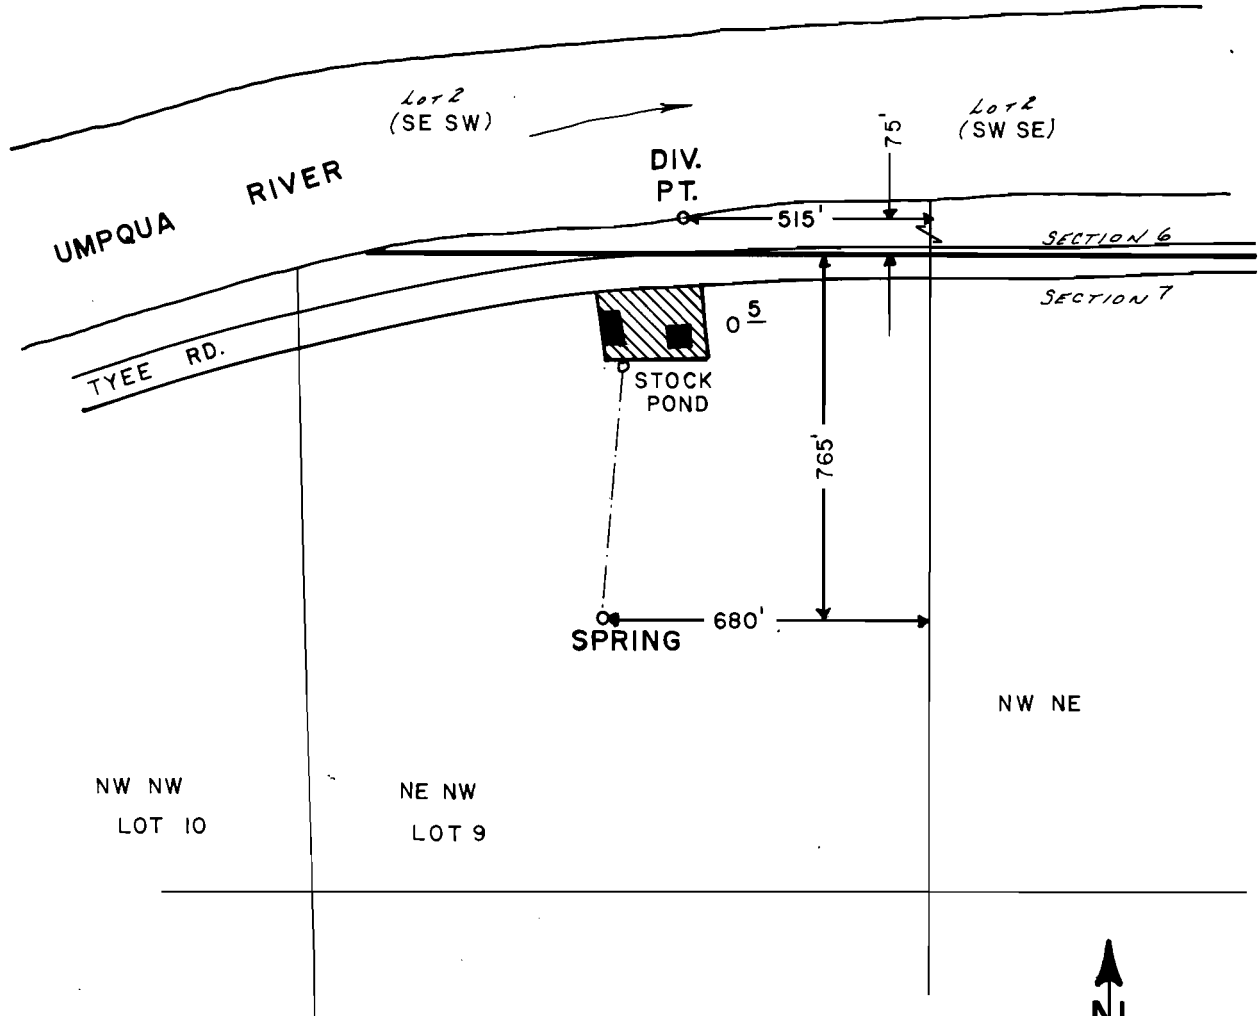 LOT 2
(SE SW)
LOT 2
(SW SE)
75'
DIV.
PT.
UMPQUA RIVER
515'
SECTION 6
SECTION 7
0 5
TYEE RD.
STOCK
POND
765'
680'
SPRING
NW NE
NW NW
LOT 10
NE NW
LOT 9
N